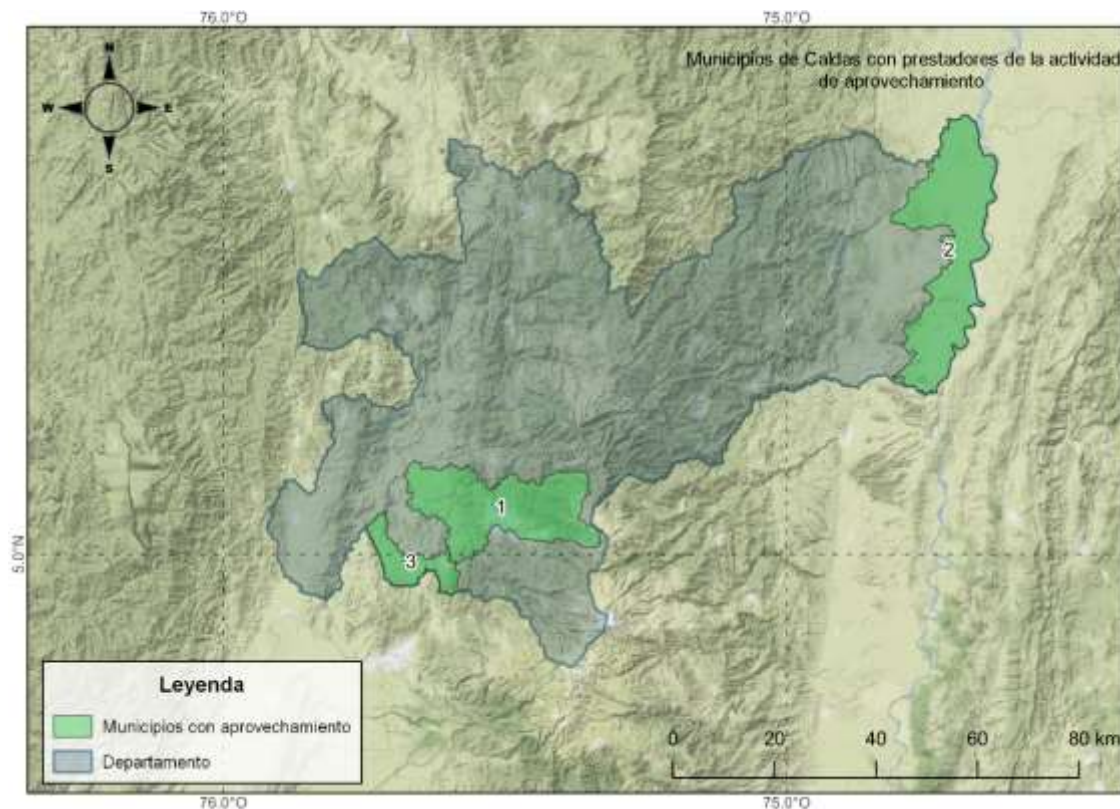 76.0°O 75.0°O
Municipios de Caldas con prestadores de la actividad
de aprovechamiento
N
W E
S
2
1
3
5.0°N
Leyenda
Municipios con aprovechamiento
Departamento
0 20 40 60 80 km
76.0°O 75.0°O